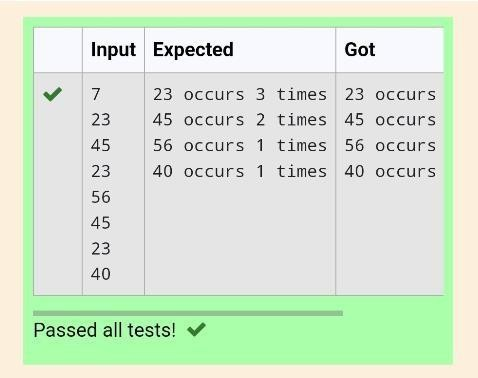 Input Expected Got
7 23 occurs 3 times 23 occurs
23 45 occurs 2 times 45 occurs
45 56 occurs 1 times 56 occurs
23 40 occurs 1 times 40 occurs
56
45
23
40
Passed all tests!